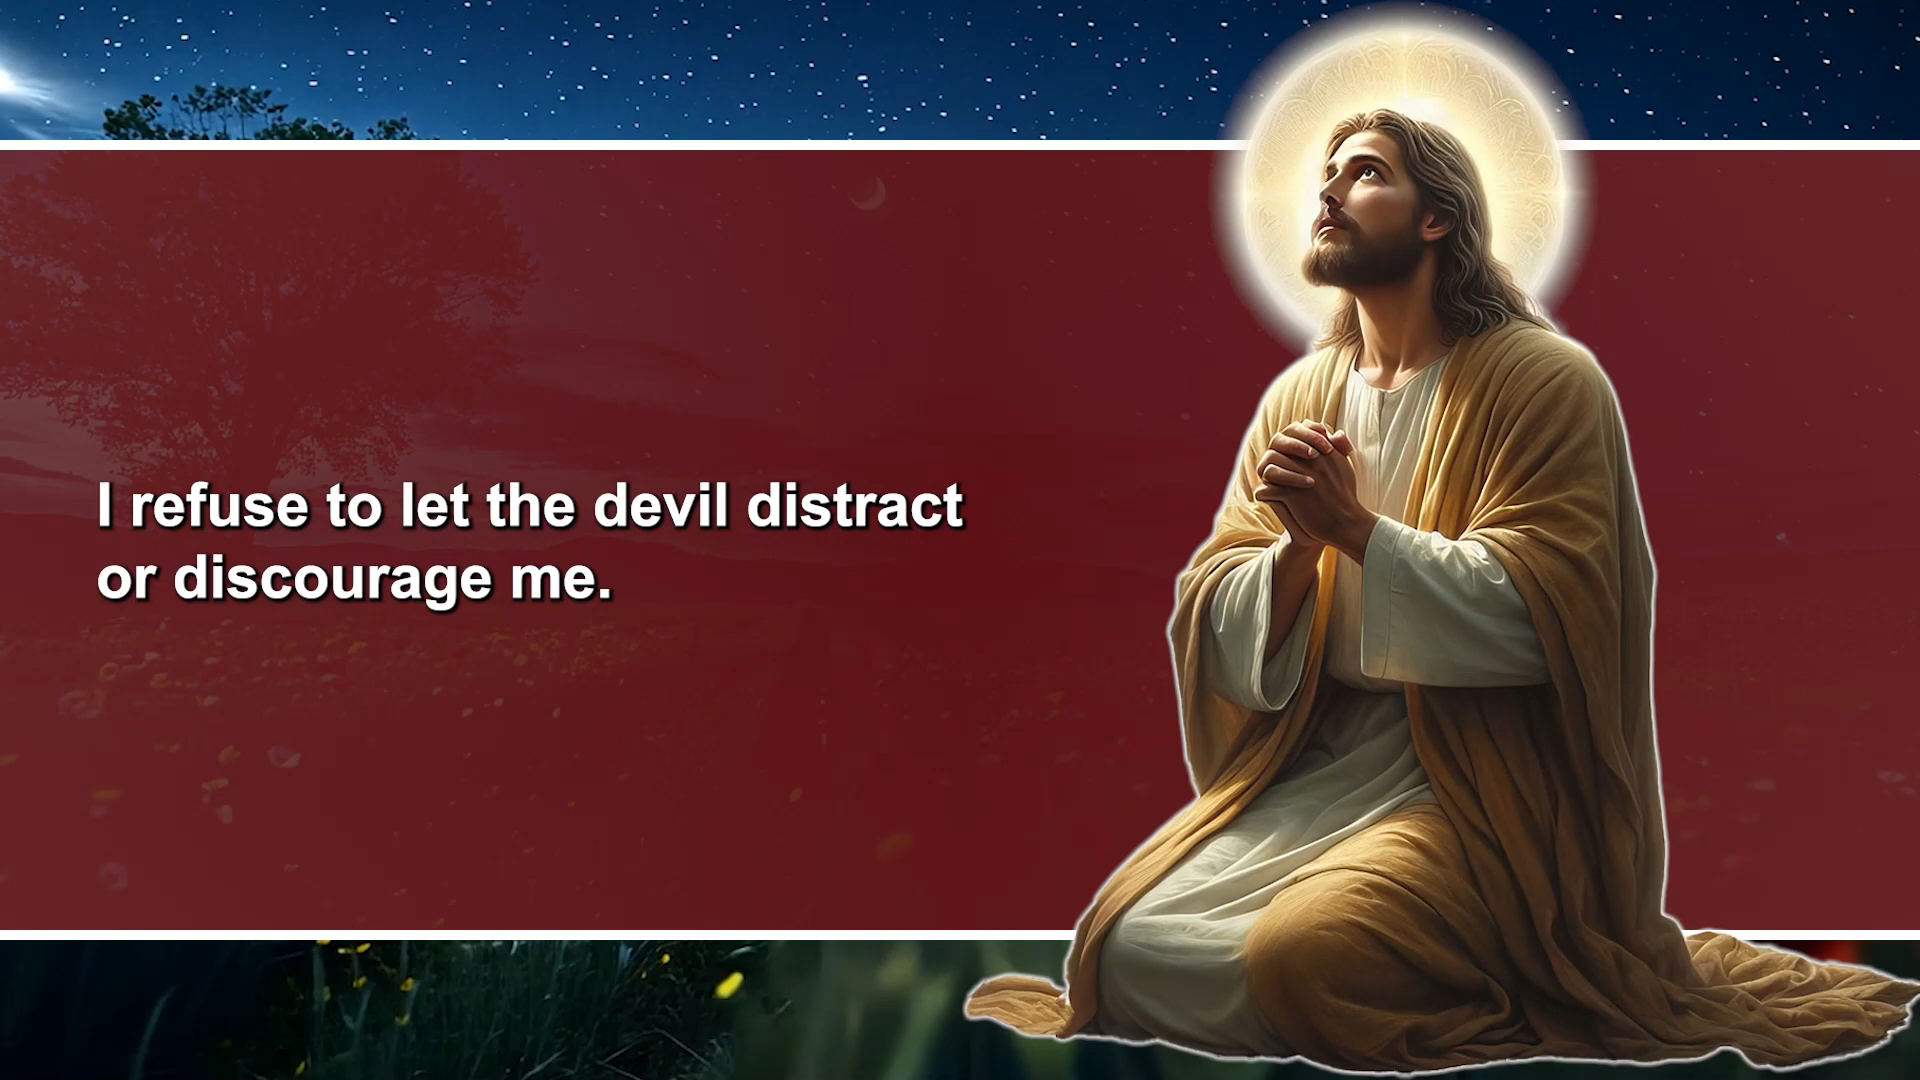 I refuse to let the devil distract
or discourage me.